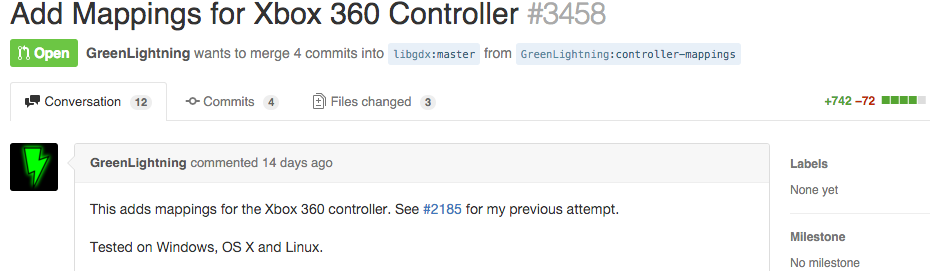 Add Mappings for Xbox 360 Controller #3458
Open GreenLightning wants to merge 4 commits into libgdx:master from GreenLightning:controller-mappings
Conversation 12 Commits 4 Files changed 3 +742 −72
GreenLightning commented 14 days ago
Labels
This adds mappings for the Xbox 360 controller. See #2185 for my previous attempt.
None yet
Tested on Windows, OS X and Linux.
Milestone
No milestone